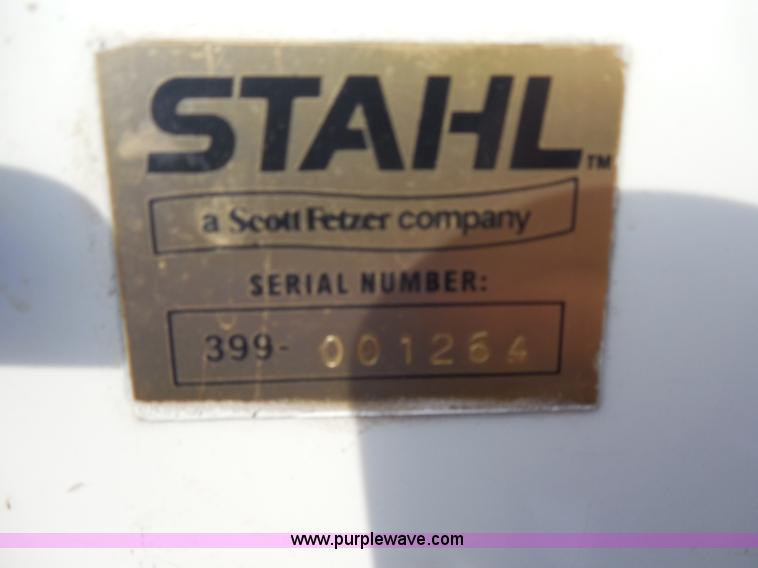 STAHL™
a Scott Fetzer company
SERIAL NUMBER:
399- 001264
www.purplewave.com